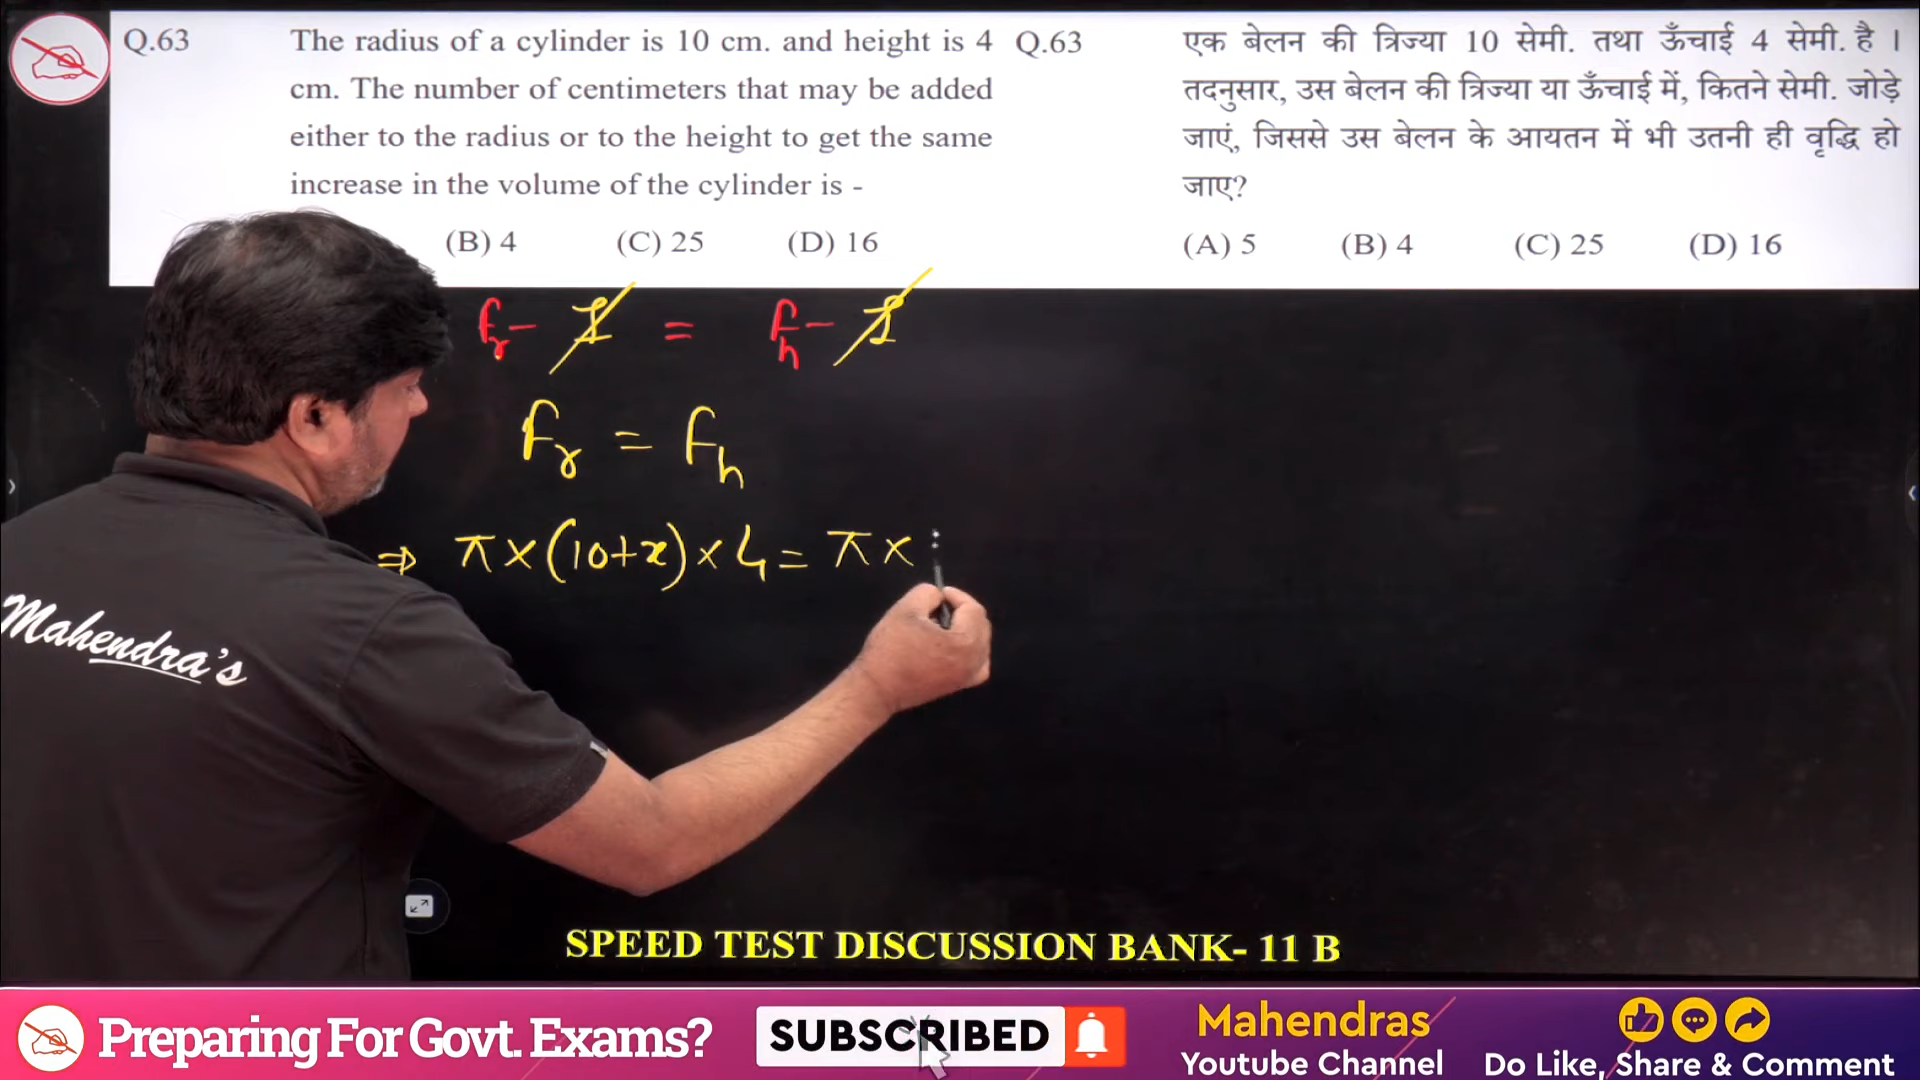 Q.63
The radius of a cylinder is 10 cm. and height is 4
cm. The number of centimeters that may be added
either to the radius or to the height to get the same
increase in the volume of the cylinder is -
(B) 4 (C) 25 (D) 16
Q.63
एक बेलन की त्रिज्या 10 सेमी. तथा ऊँचाई 4 सेमी. है ।
तदनुसार, उस बेलन की त्रिज्या या ऊँचाई में, कितने सेमी. जोड़े
जाएं, जिससे उस बेलन के आयतन में भी उतनी ही वृद्धि हो
जाए?
(A) 5 (B) 4 (C) 25 (D) 16
Fr - I = Fh - I
Fr = Fh
⇒ π×(10+x)×4 = π×
Mahendra's
SPEED TEST DISCUSSION BANK- 11 B
Preparing For Govt. Exams?
SUBSCRIBED
Mahendras
Youtube Channel
Do Like, Share & Comment